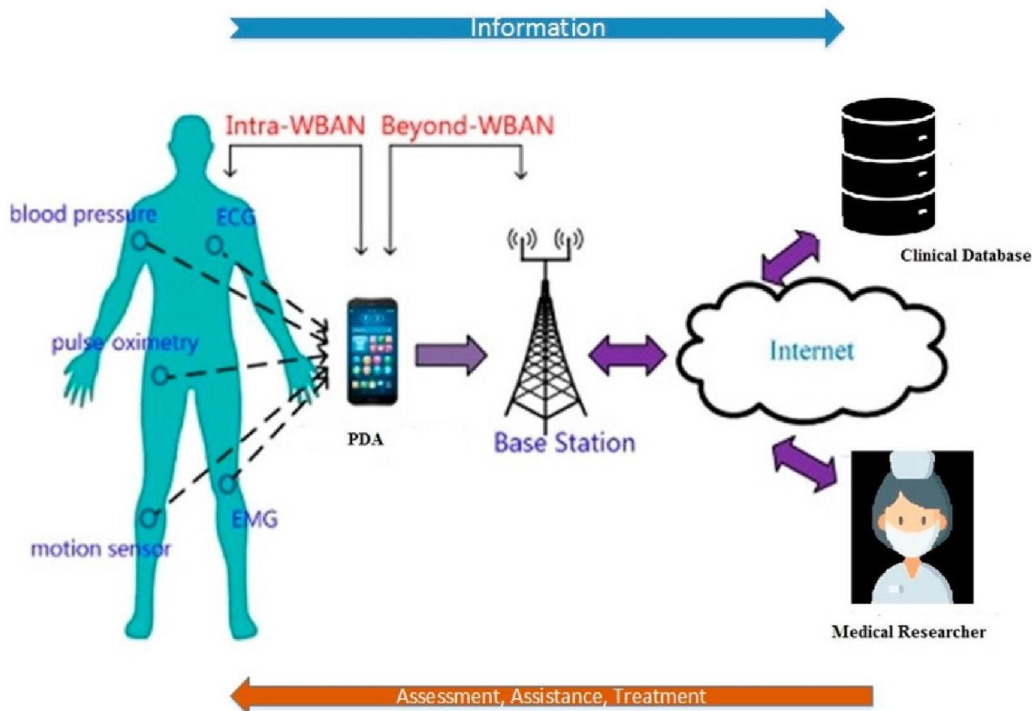 Information
Intra-WBAN
Beyond-WBAN
blood pressure
ECG
Clinical Database
pulse oximetry
Internet
PDA
Base Station
EMG
motion sensor
Medical Researcher
Assessment, Assistance, Treatment